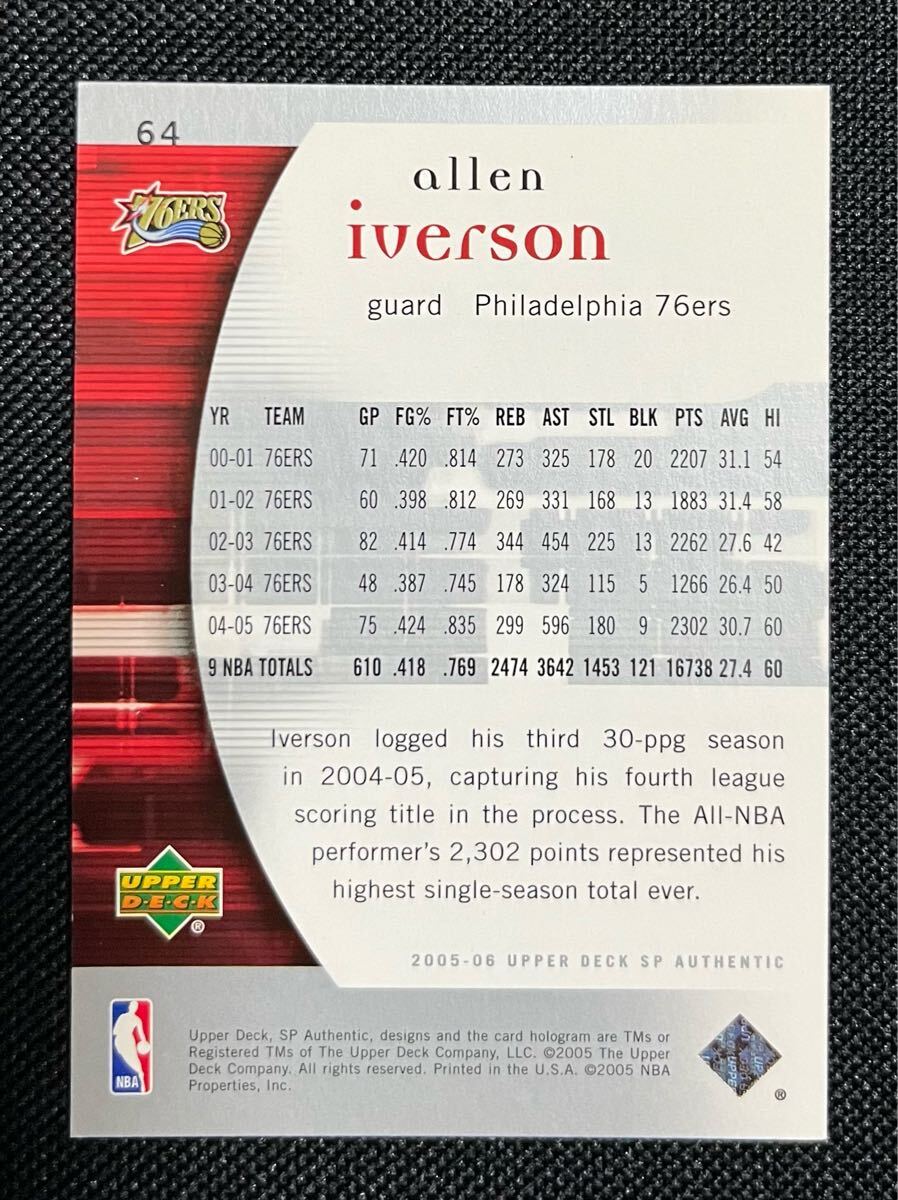 64
76ERS
allen
iverson
guard Philadelphia 76ers
YR TEAM GP FG% FT% REB AST STL BLK PTS AVG HI
00-01 76ERS 71 .420 .814 273 325 178 20 2207 31.1 54
01-02 76ERS 60 .398 .812 269 331 168 13 1883 31.4 58
02-03 76ERS 82 .414 .774 344 454 225 13 2262 27.6 42
03-04 76ERS 48 .387 .745 178 324 115 5 1266 26.4 50
04-05 76ERS 75 .424 .835 299 596 180 9 2302 30.7 60
9 NBA TOTALS 610 .418 .769 2474 3642 1453 121 16738 27.4 60
Iverson logged his third 30-ppg season
in 2004-05, capturing his fourth league
scoring title in the process. The All-NBA
performer's 2,302 points represented his
highest single-season total ever.
UPPER
D·E·C·K
®
2005-06 UPPER DECK SP AUTHENTIC
NBA
Upper Deck, SP Authentic, designs and the card hologram are TMs or
Registered TMs of The Upper Deck Company, LLC. ©2005 The Upper
Deck Company. All rights reserved. Printed in the U.S.A. ©2005 NBA
Properties, Inc.
®